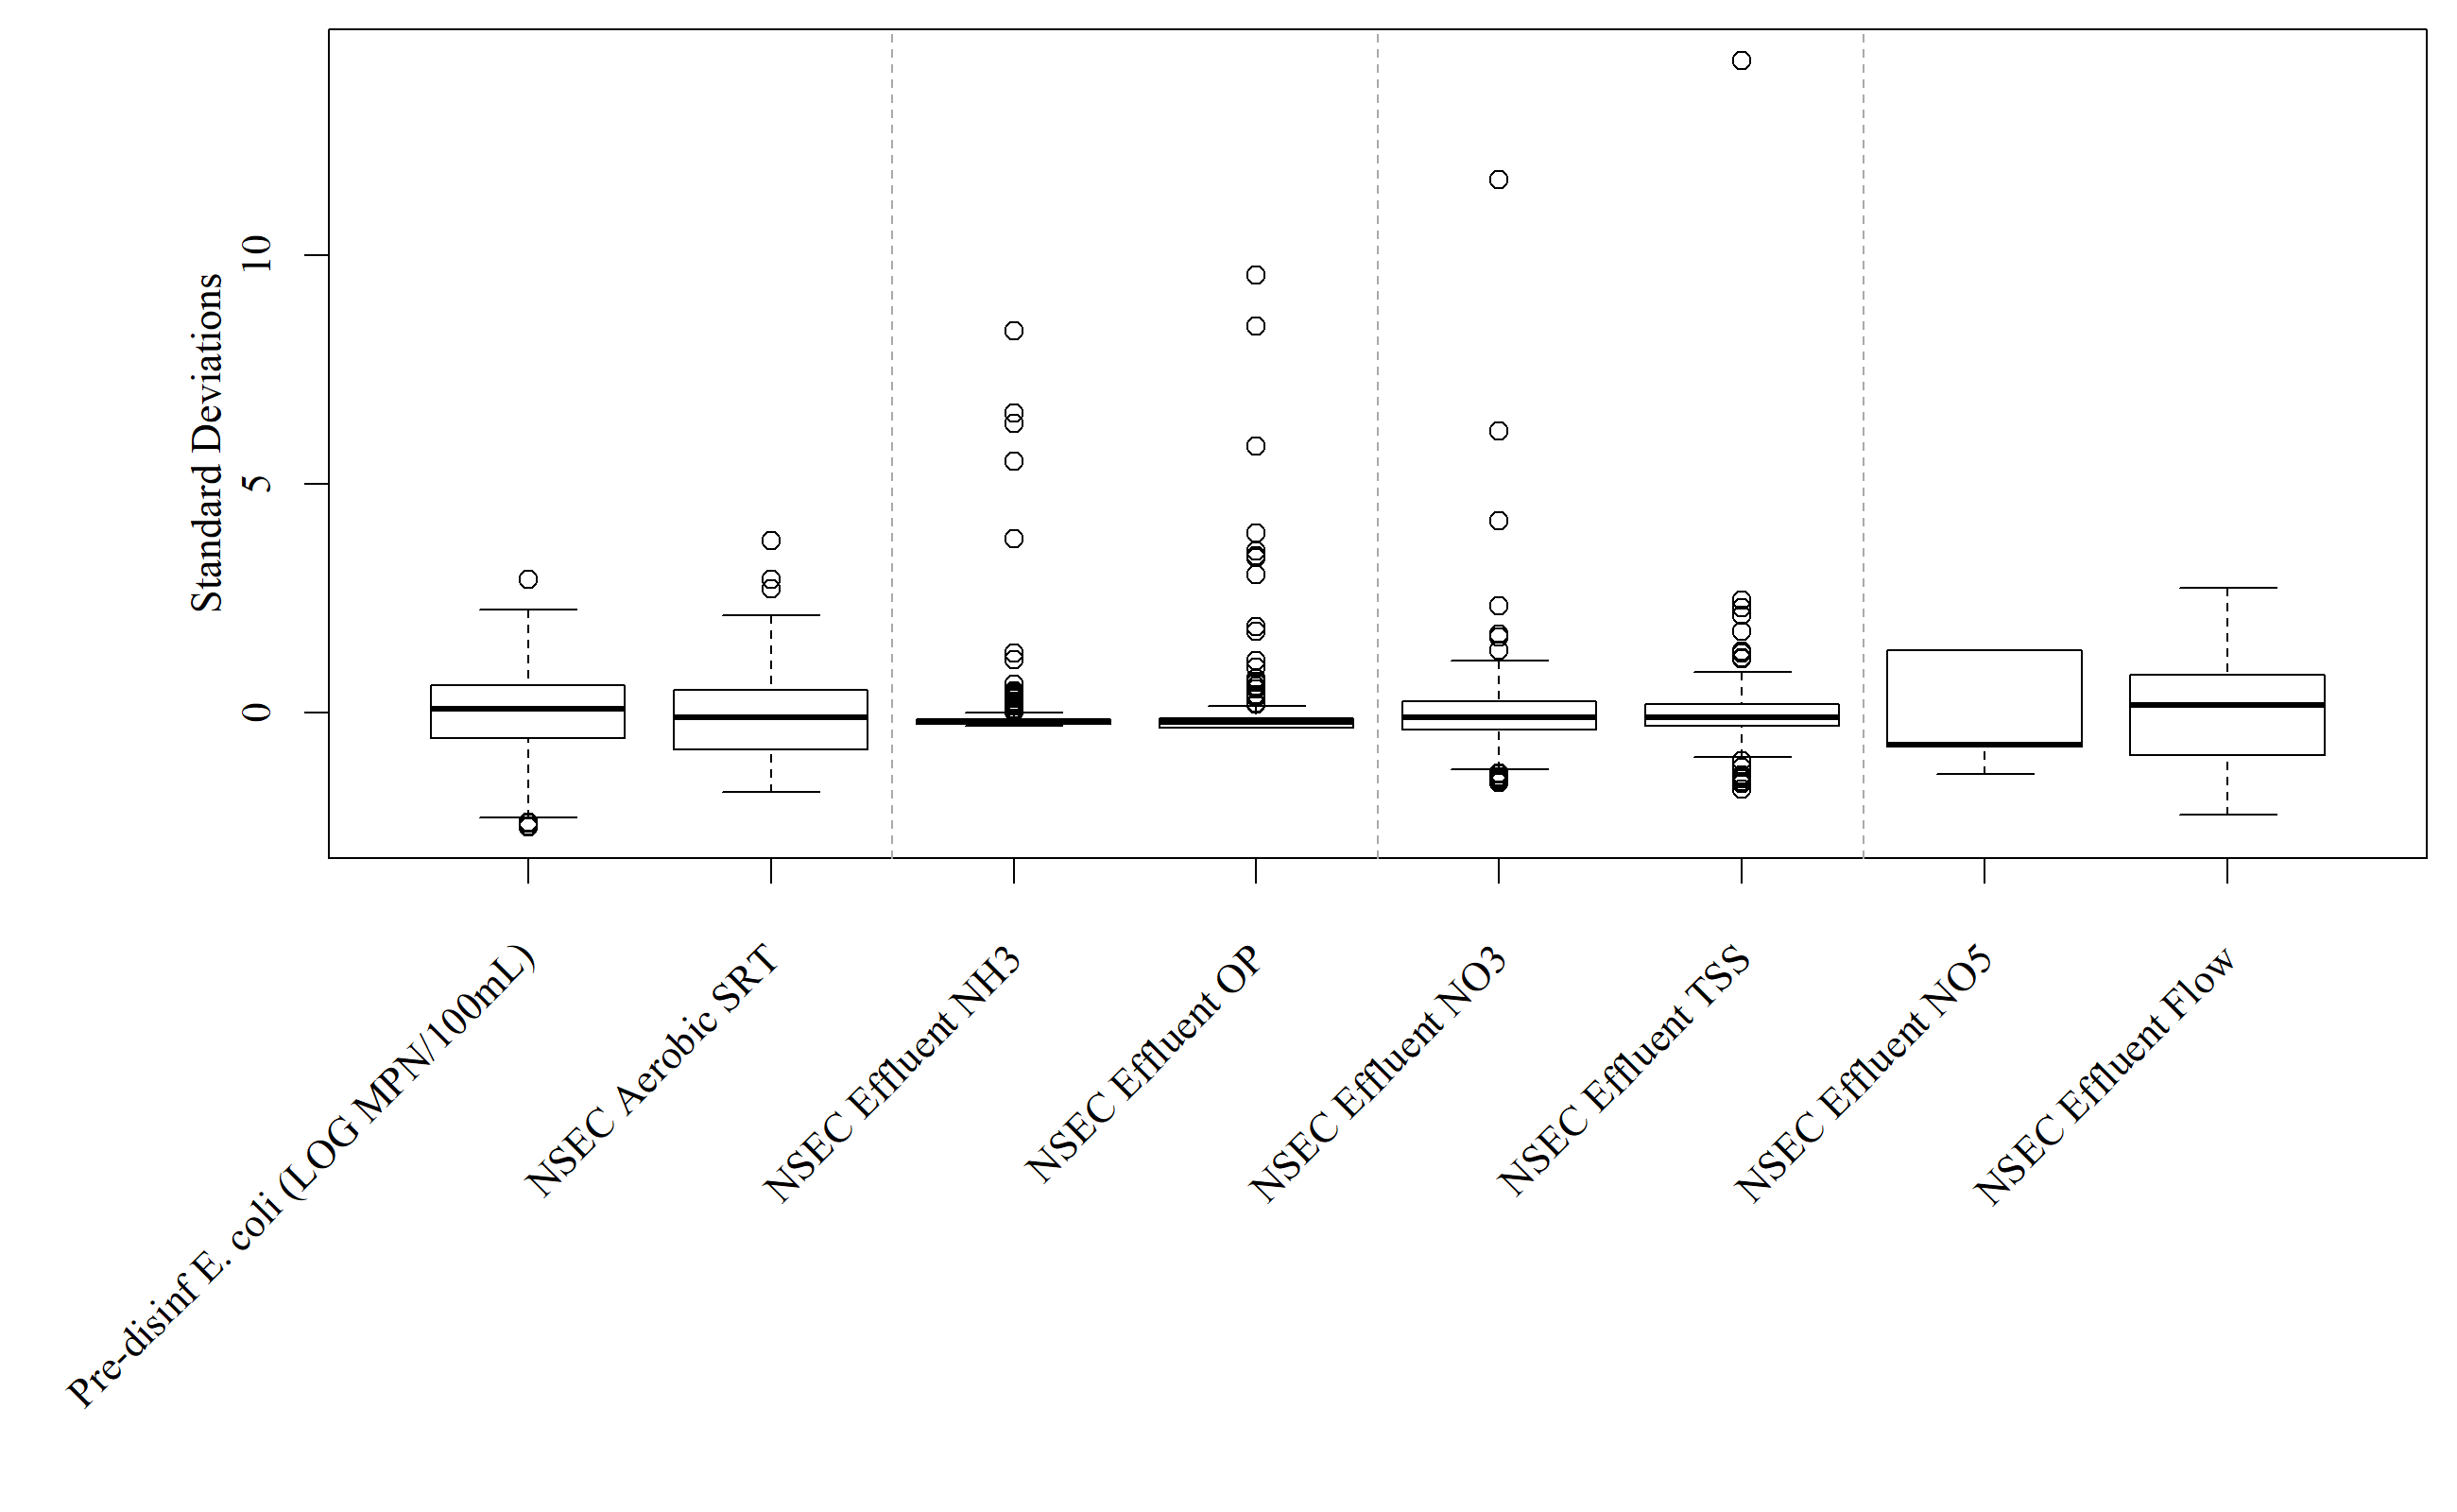 Standard Deviations
10
5
0
Pre-disinf E. coli (LOG MPN/100mL)
NSEC Aerobic SRT
NSEC Effluent NH3
NSEC Effluent OP
NSEC Effluent NO3
NSEC Effluent TSS
NSEC Effluent NO5
NSEC Effluent Flow